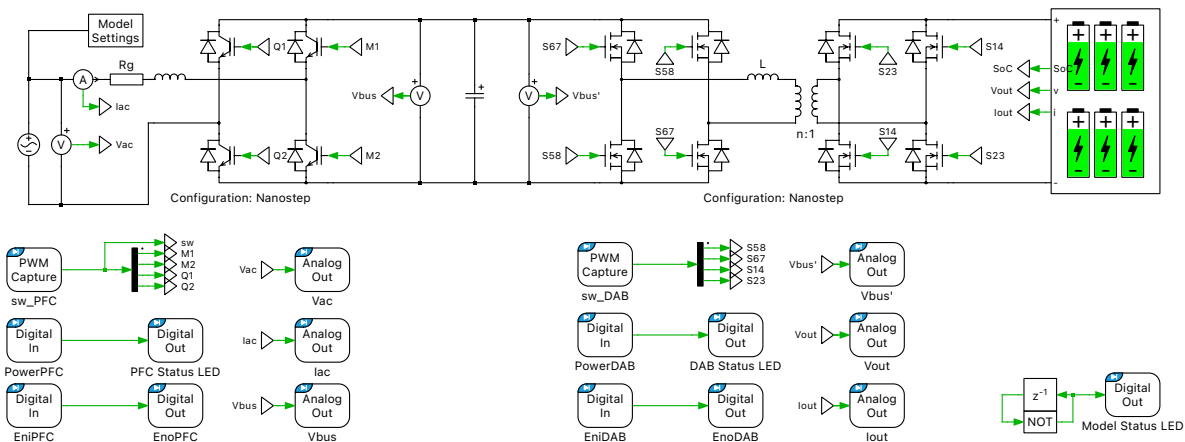 Model
Settings
Rg
A
Iac
V
Vac
Q1
M1
Q2
M2
Vbus
V
V
Vbus'
Configuration: Nanostep
S67
S58
S58
S67
L
n:1
S23
S14
S14
S23
Configuration: Nanostep
+
SoC
SoC
Vout
v
Iout
i
-
PWM
Capture
sw_PFC
sw
M1
M2
Q1
Q2
Vac
Analog
Out
Vac
Digital
In
PowerPFC
Digital
Out
PFC Status LED
Iac
Analog
Out
Iac
Digital
In
EniPFC
Digital
Out
EnoPFC
Vbus
Analog
Out
Vbus
PWM
Capture
sw_DAB
S58
S67
S14
S23
Vbus'
Analog
Out
Vbus'
Digital
In
PowerDAB
Digital
Out
DAB Status LED
Vout
Analog
Out
Vout
Digital
In
EniDAB
Digital
Out
EnoDAB
Iout
Analog
Out
Iout
z-1
NOT
Digital
Out
Model Status LED